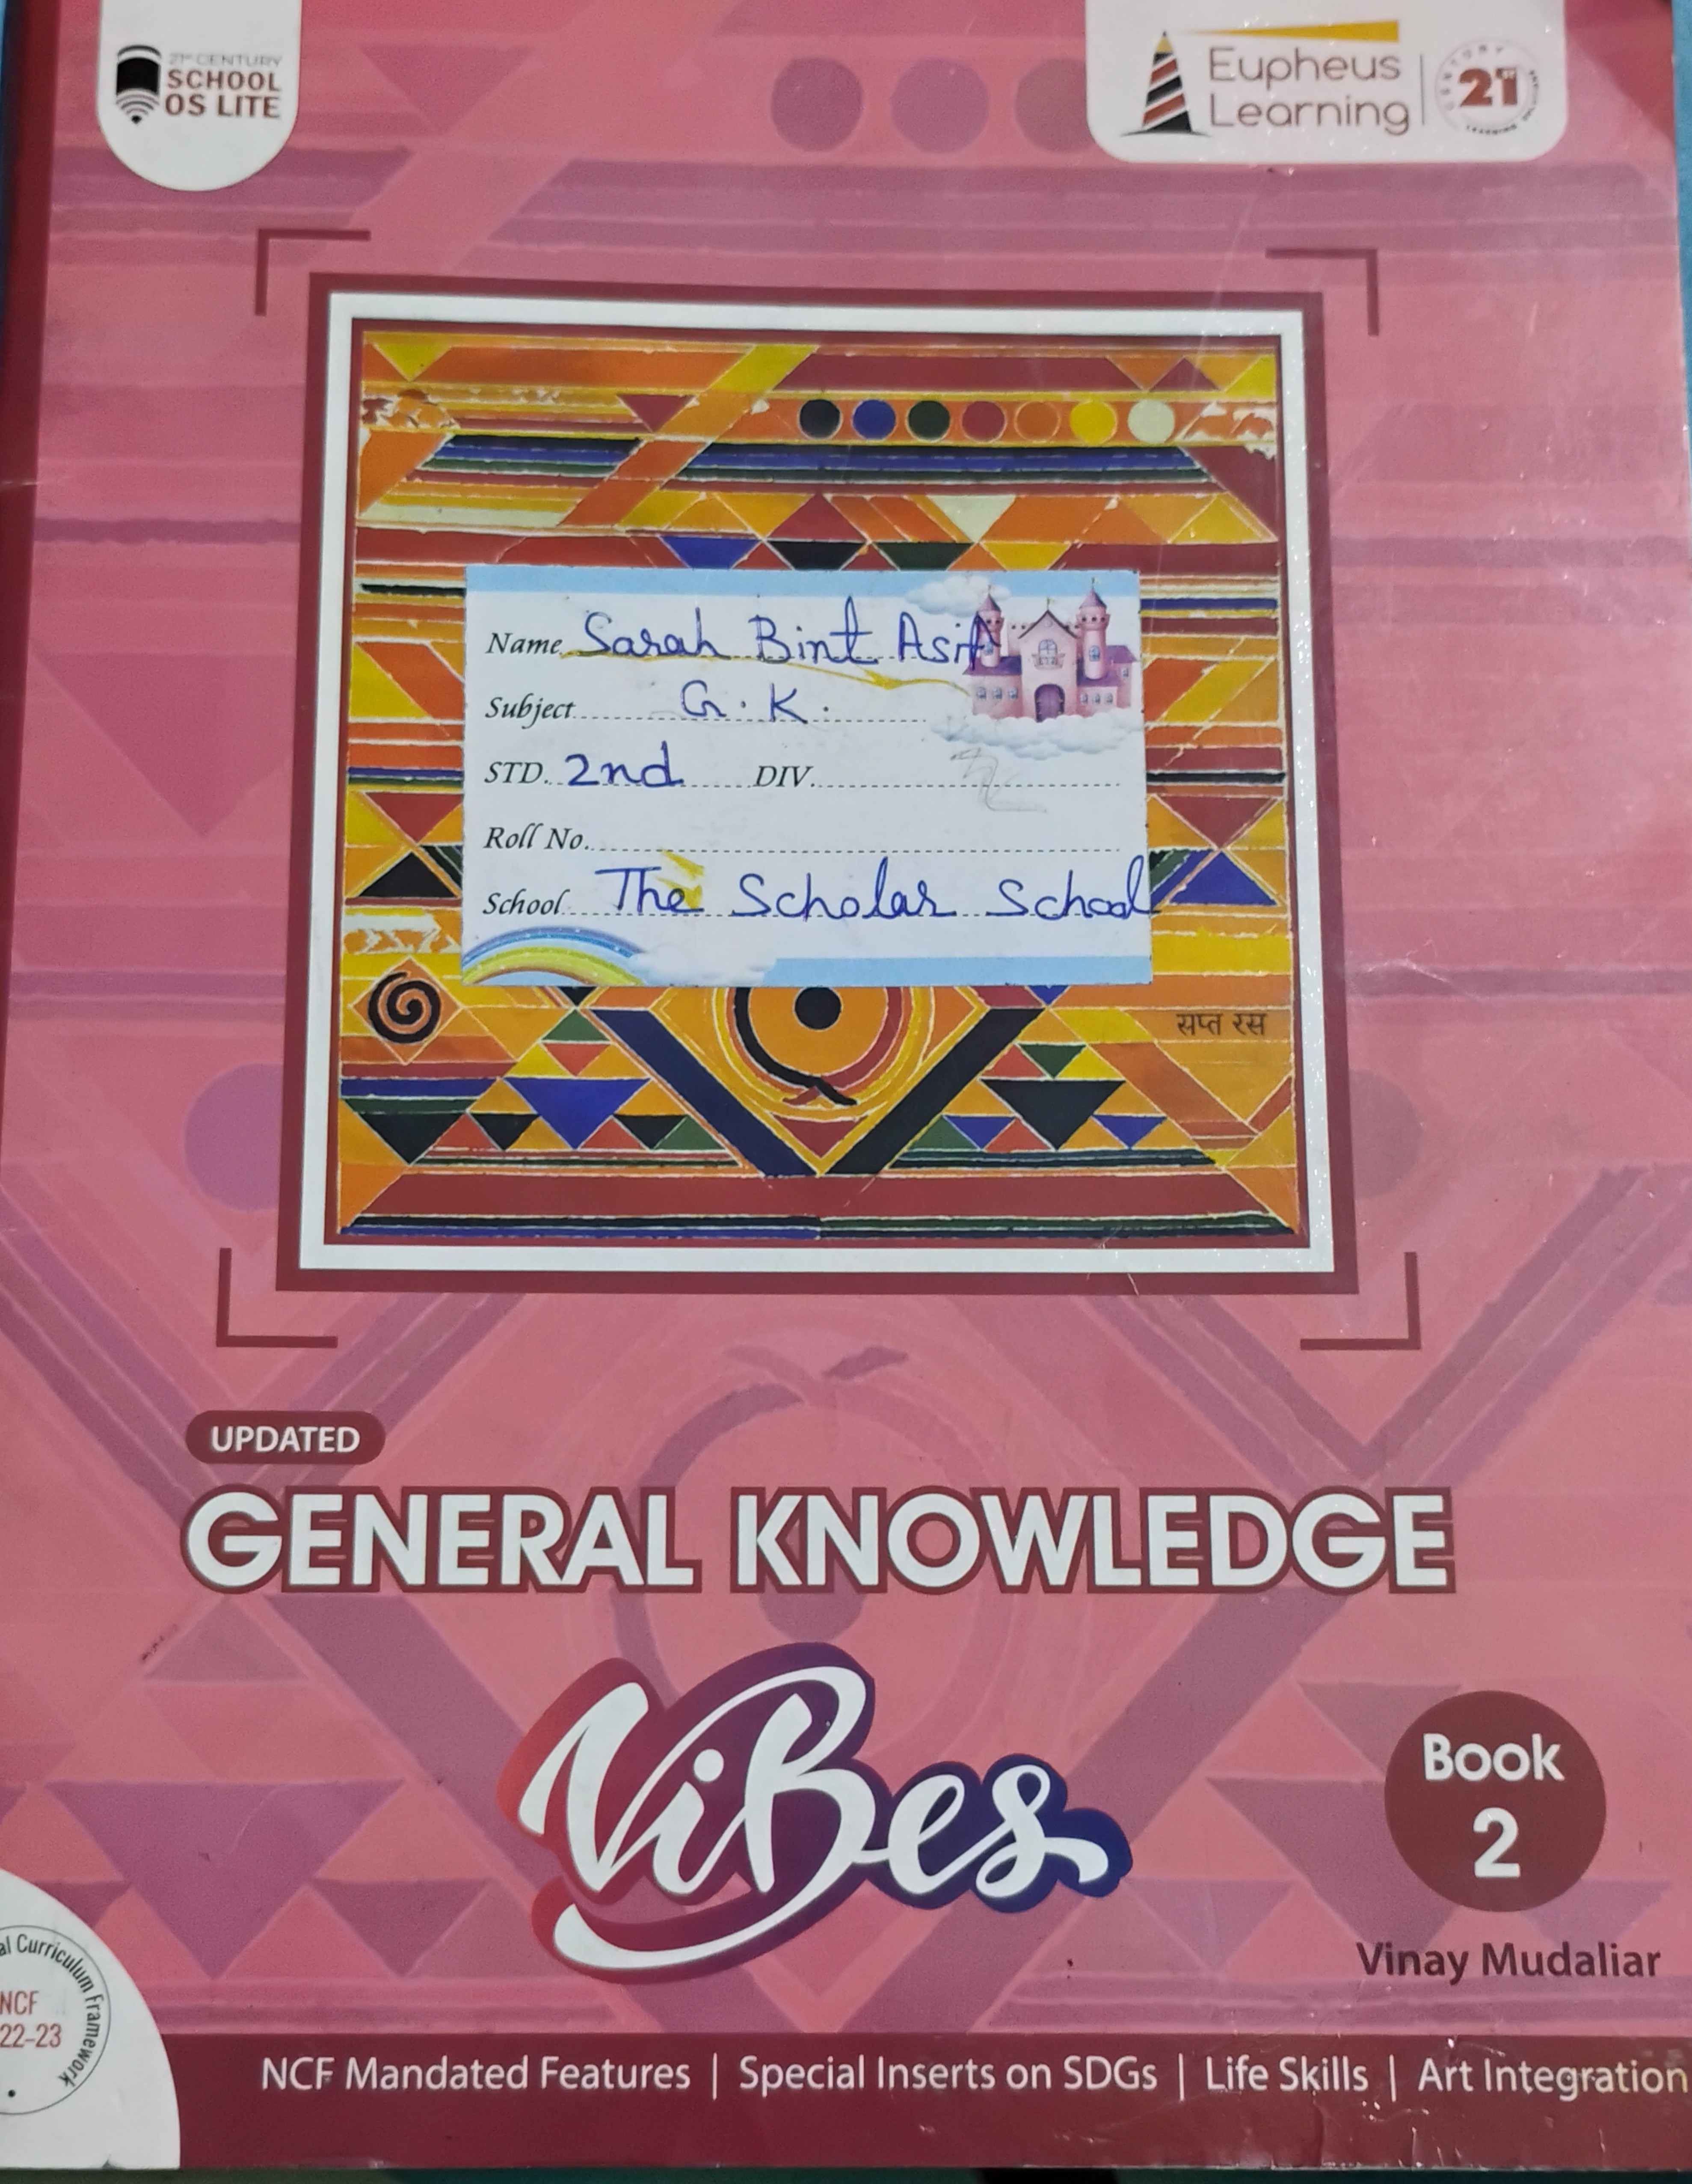 21st CENTURY
SCHOOL
OS LITE
Eupheus
Learning
21st
CENTURY
Name Sarah Bint Asif
Subject G.K.
STD. 2nd DIV.
Roll No.
School The Scholar School
सप्त रस
UPDATED
GENERAL KNOWLEDGE
ViBes
Book
2
Vinay Mudaliar
al Curriculum Framework
NCF
22-23
NCF Mandated Features | Special Inserts on SDGs | Life Skills | Art Integration